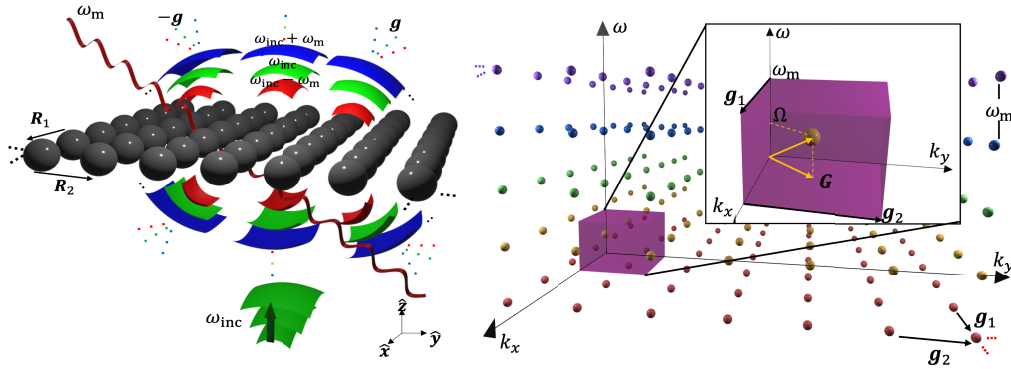 ω_m
-g
g
ω_inc + ω_m
ω_inc
ω_inc − ω_m
R_1
R_2
ω_inc
ẑ
ŷ
x̂
ω
ω_m
k_y
k_x
g_1
g_2
ω
ω_m
g_1
Ω
k_y
G
k_x
g_2